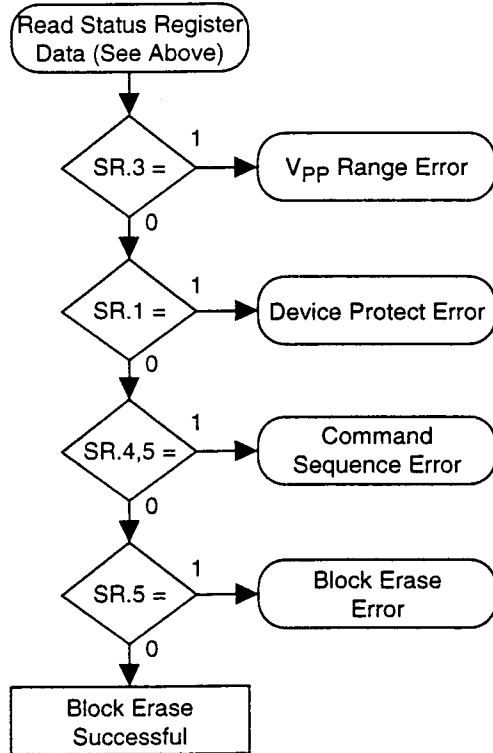 Read Status Register
Data (See Above)
1
SR.3 =
VPP Range Error
0
1
SR.1 =
Device Protect Error
0
1
SR.4,5 =
Command
Sequence Error
0
1
SR.5 =
Block Erase
Error
0
Block Erase
Successful